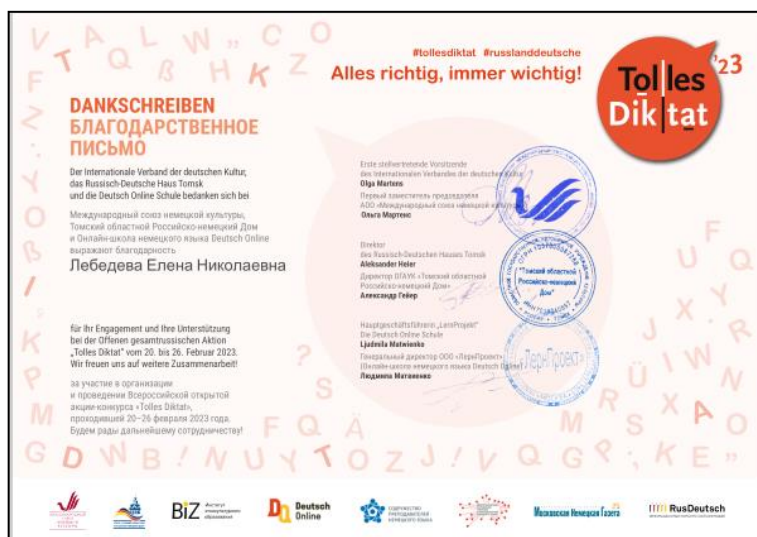 #tollesdiktat #russlanddeutsche
Alles richtig, immer wichtig!
Tolles
Diktat
'23
DANKSCHREIBEN
БЛАГОДАРСТВЕННОЕ
ПИСЬМО
Der Internationale Verband der deutschen Kultur,
das Russisch-Deutsche Haus Tomsk
und die Deutsch Online Schule bedanken sich bei
Международный союз немецкой культуры,
Томский областной Российско-немецкий Дом
и Онлайн-школа немецкого языка Deutsch Online
выражают благодарность
Лебедева Елена Николаевна
für Ihr Engagement und Ihre Unterstützung
bei der Offenen gesamtrussischen Aktion
„Tolles Diktat" vom 20. bis 26. Februar 2023.
Wir freuen uns auf weitere Zusammenarbeit!
за участие в организации
и проведении Всероссийской открытой
акции-конкурса «Tolles Diktat»,
проходившей 20–26 февраля 2023 года.
Будем рады дальнейшему сотрудничеству!
Erste stellvertretende Vorsitzende
des Internationalen Verbandes der deutschen Kultur
Olga Martens
Первый заместитель председателя
АОО «Международный союз немецкой культуры»
Ольга Мартенс
Direktor
des Russisch-Deutschen Hauses Tomsk
Aleksander Heier
Директор ОГАУК «Томский областной
Российско-немецкий Дом»
Александр Гейер
"Томский областной
Российско-немецкий
Дом"
Hauptgeschäftsführerin „LernProjekt"
Die Deutsch Online Schule
Ljudmila Matwienko
Генеральный директор ООО «ЛернПроект»
(Онлайн-школа немецкого языка Deutsch Online)
Людмила Матвиенко
«ЛернПроект»
BiZ
Deutsch
Online
СОДРУЖЕСТВО
ПРЕПОДАВАТЕЛЕЙ
НЕМЕЦКОГО ЯЗЫКА
Московская Немецкая Газета
RusDeutsch